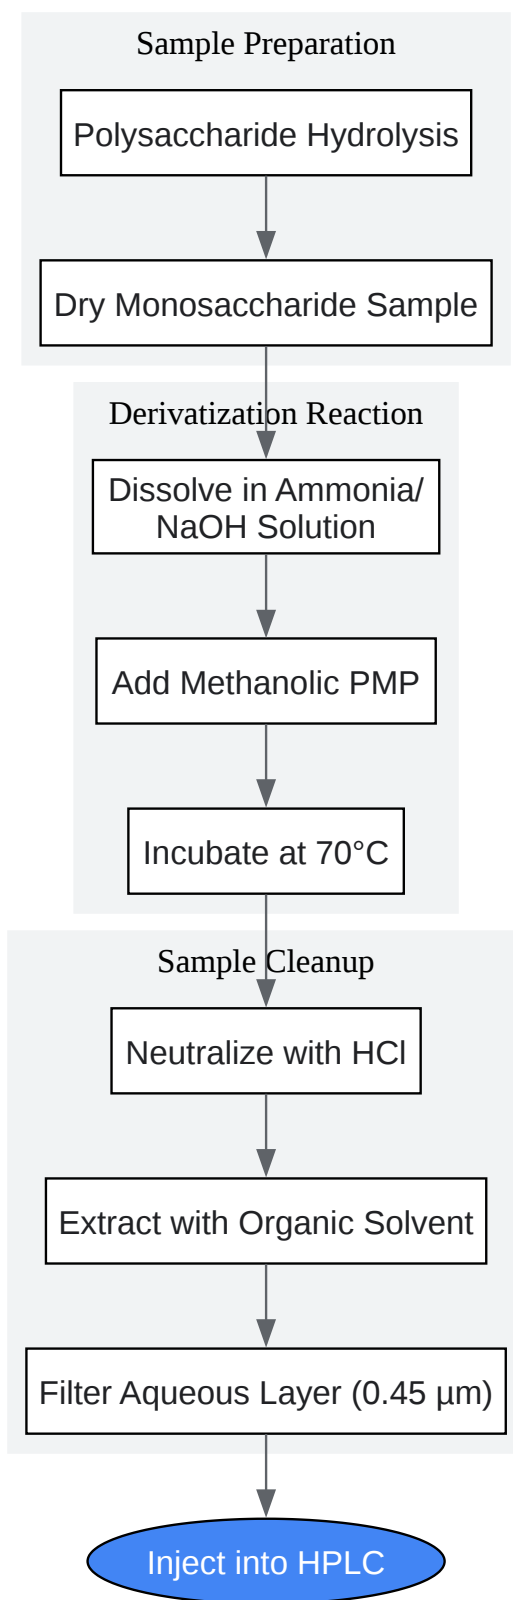 Sample Preparation
Polysaccharide Hydrolysis
Dry Monosaccharide Sample
Derivatization Reaction
Dissolve in Ammonia/
NaOH Solution
Add Methanolic PMP
Incubate at 70°C
Sample Cleanup
Neutralize with HCl
Extract with Organic Solvent
Filter Aqueous Layer (0.45 µm)
Inject into HPLC